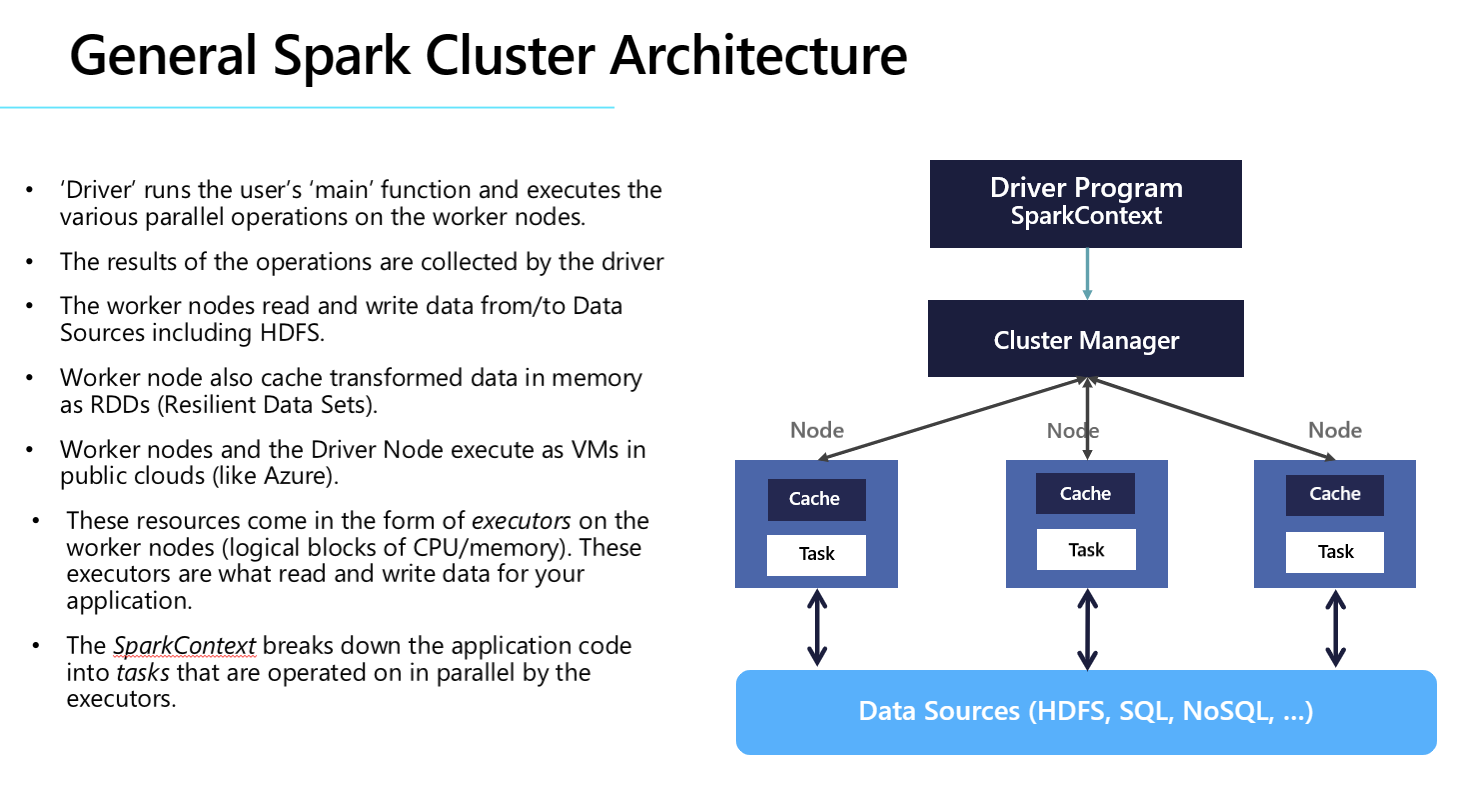 General Spark Cluster Architecture
• ‘Driver’ runs the user’s ‘main’ function and executes the
various parallel operations on the worker nodes.
• The results of the operations are collected by the driver
• The worker nodes read and write data from/to Data
Sources including HDFS.
• Worker node also cache transformed data in memory
as RDDs (Resilient Data Sets).
• Worker nodes and the Driver Node execute as VMs in
public clouds (like Azure).
• These resources come in the form of executors on the
worker nodes (logical blocks of CPU/memory). These
executors are what read and write data for your
application.
• The SparkContext breaks down the application code
into tasks that are operated on in parallel by the
executors.
Driver Program
SparkContext
Cluster Manager
Node
Node
Node
Cache
Task
Cache
Task
Cache
Task
Data Sources (HDFS, SQL, NoSQL, …)